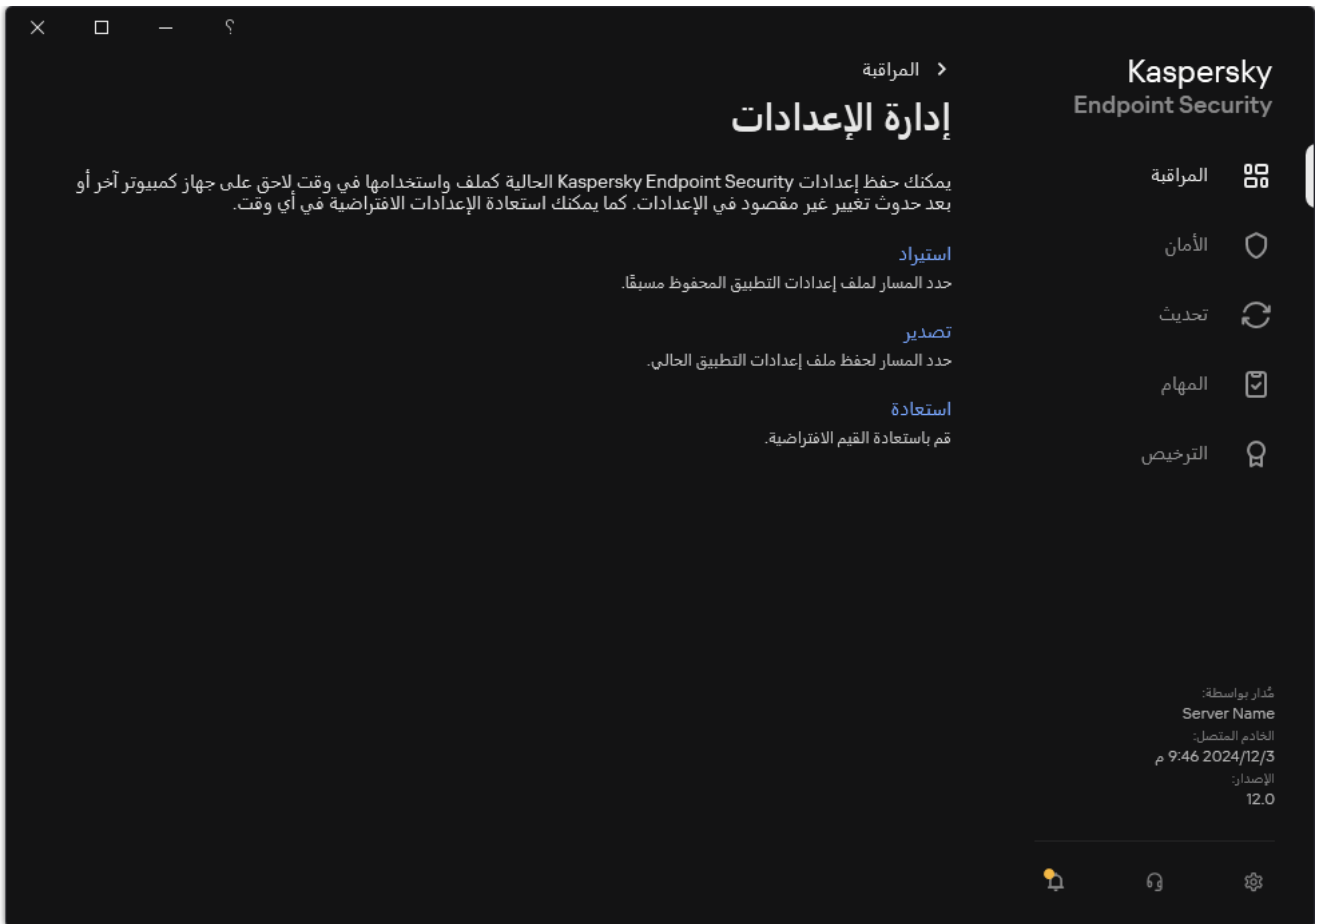 ؟
Kaspersky
Endpoint Security
المراقبة
الأمان
تحديث
المهام
الترخيص
مُدار بواسطة:
Server Name
الخادم المتصل:
2024/12/3 9:46 م
الإصدار:
12.0
المراقبة
إدارة الإعدادات
يمكنك حفظ إعدادات Kaspersky Endpoint Security الحالية كملف واستخدامها في وقت لاحق على جهاز كمبيوتر آخر أو
بعد حدوث تغيير غير مقصود في الإعدادات. كما يمكنك استعادة الإعدادات الافتراضية في أي وقت.
استيراد
حدد المسار لملف إعدادات التطبيق المحفوظ مسبقًا.
تصدير
حدد المسار لحفظ ملف إعدادات التطبيق الحالي.
استعادة
قم باستعادة القيم الافتراضية.